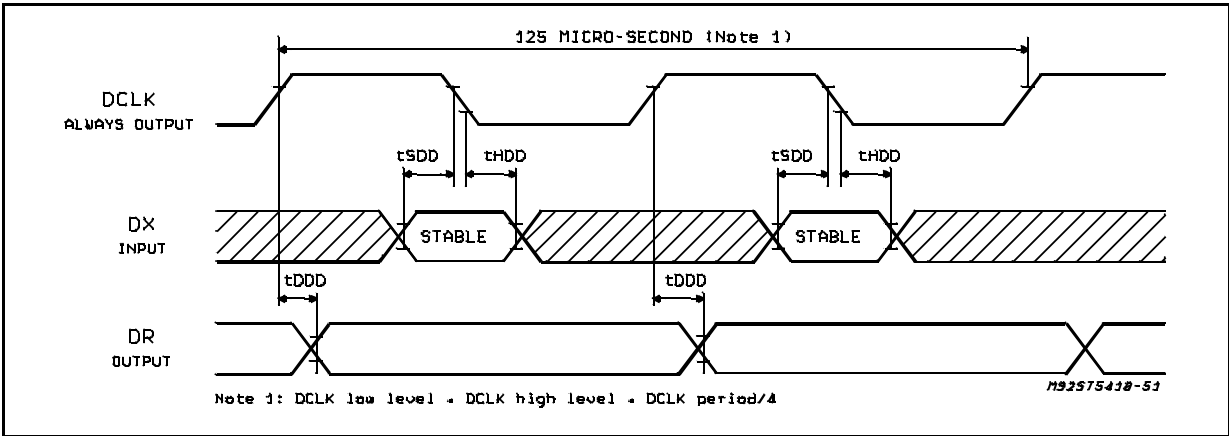 125 MICRO-SECOND (Note 1)
DCLK
ALWAYS OUTPUT
tSDD
tHDD
tSDD
tHDD
DX
INPUT
STABLE
STABLE
tDDD
tDDD
DR
OUTPUT
M92ST5410-51
Note 1: DCLK low level = DCLK high level = DCLK period/4